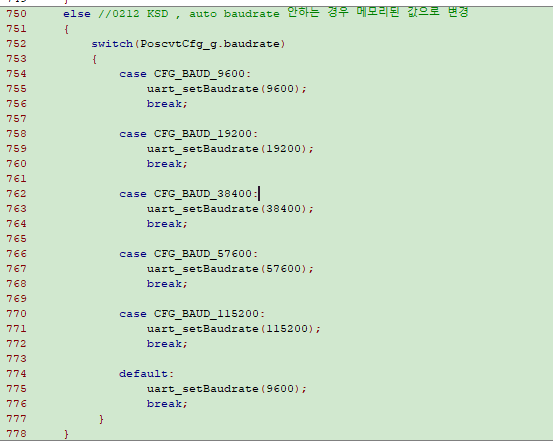 750 else //0212 KSD , auto baudrate 안하는 경우 메모리된 값으로 변경
751 {
752 switch(PoscvtCfg_g.baudrate)
753 {
754 case CFG_BAUD_9600:
755 uart_setBaudrate(9600);
756 break;
757
758 case CFG_BAUD_19200:
759 uart_setBaudrate(19200);
760 break;
761
762 case CFG_BAUD_38400:
763 uart_setBaudrate(38400);
764 break;
765
766 case CFG_BAUD_57600:
767 uart_setBaudrate(57600);
768 break;
769
770 case CFG_BAUD_115200:
771 uart_setBaudrate(115200);
772 break;
773
774 default:
775 uart_setBaudrate(9600);
776 break;
777 }
778 }